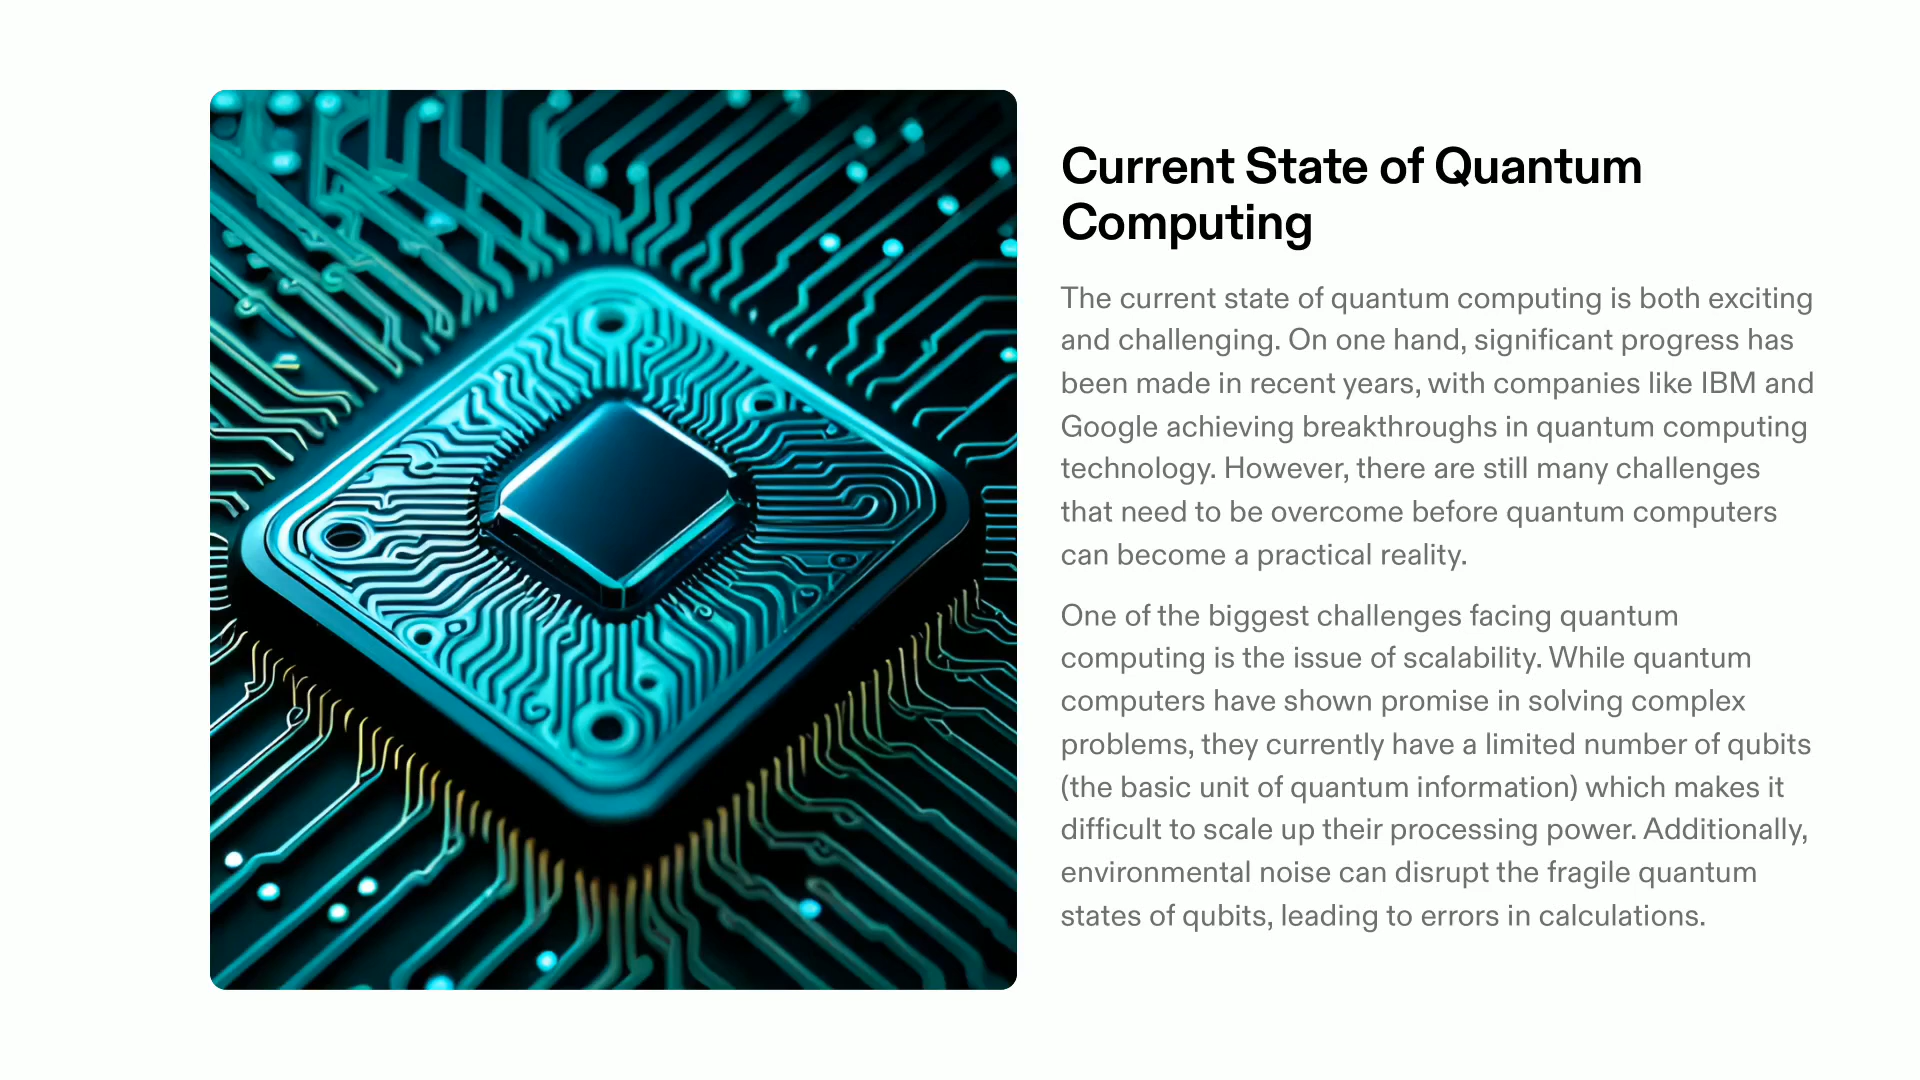 Current State of Quantum
Computing
The current state of quantum computing is both exciting
and challenging. On one hand, significant progress has
been made in recent years, with companies like IBM and
Google achieving breakthroughs in quantum computing
technology. However, there are still many challenges
that need to be overcome before quantum computers
can become a practical reality.
One of the biggest challenges facing quantum
computing is the issue of scalability. While quantum
computers have shown promise in solving complex
problems, they currently have a limited number of qubits
(the basic unit of quantum information) which makes it
difficult to scale up their processing power. Additionally,
environmental noise can disrupt the fragile quantum
states of qubits, leading to errors in calculations.